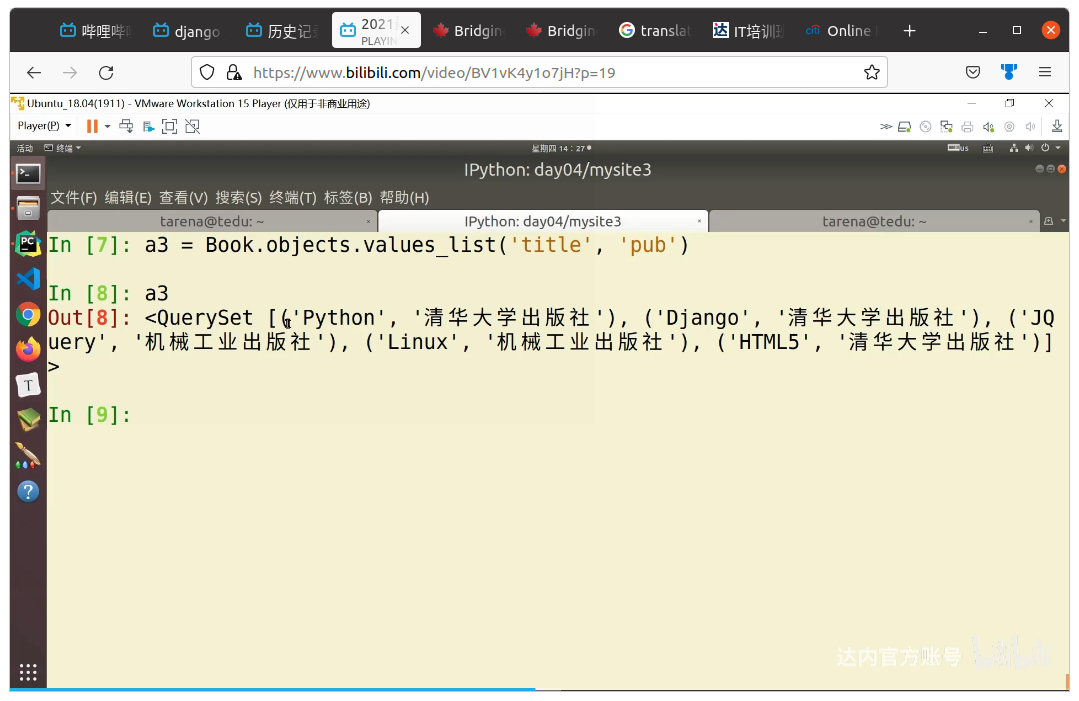 哔哩哔哩
django
历史记录
2021
PLAYIN
Bridgin
Bridgin
translat
IT培训班
citi Online
https://www.bilibili.com/video/BV1vK4y1o7jH?p=19
Ubuntu_18.04(1911) - VMware Workstation 15 Player (仅用于非商业用途)
Player(P)
活动 终端 星期四 14：27
IPython: day04/mysite3
文件(F) 编辑(E) 查看(V) 搜索(S) 终端(T) 标签(B) 帮助(H)
tarena@tedu: ~ IPython: day04/mysite3 tarena@tedu: ~
In [7]: a3 = Book.objects.values_list('title', 'pub')
In [8]: a3
Out[8]: <QuerySet [('Python', '清华大学出版社'), ('Django', '清华大学出版社'), ('JQ
uery', '机械工业出版社'), ('Linux', '机械工业出版社'), ('HTML5', '清华大学出版社')]
>
In [9]:
达内官方账号